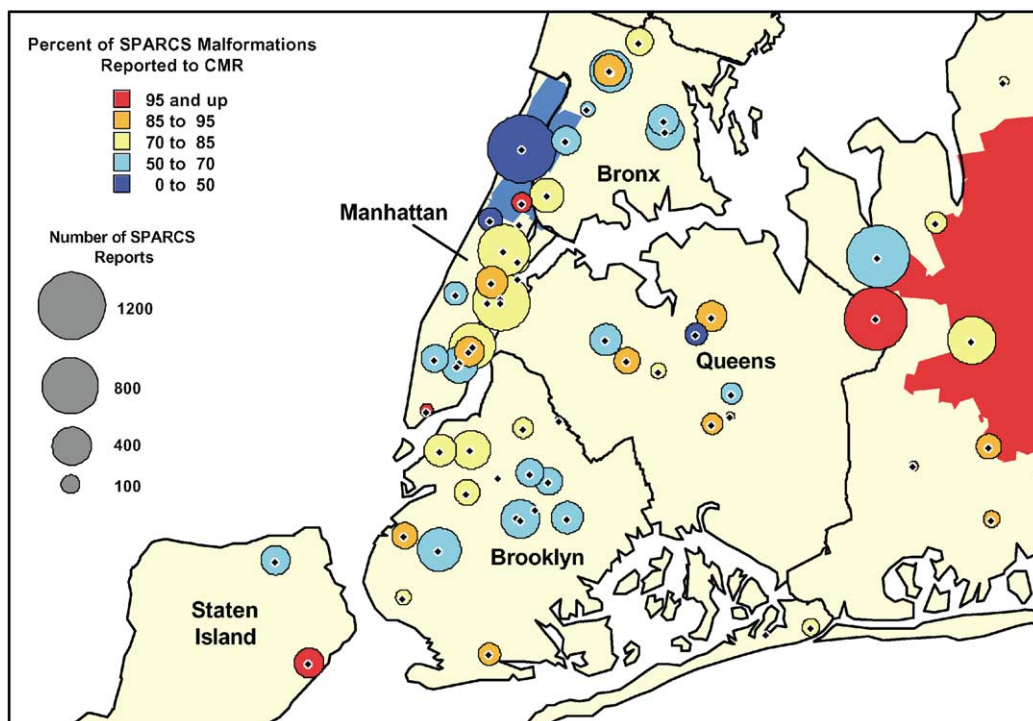 Percent of SPARCS Malformations
Reported to CMR
95 and up
85 to 95
70 to 85
50 to 70
0 to 50
Number of SPARCS
Reports
1200
800
400
100
Manhattan
Bronx
Queens
Brooklyn
Staten
Island